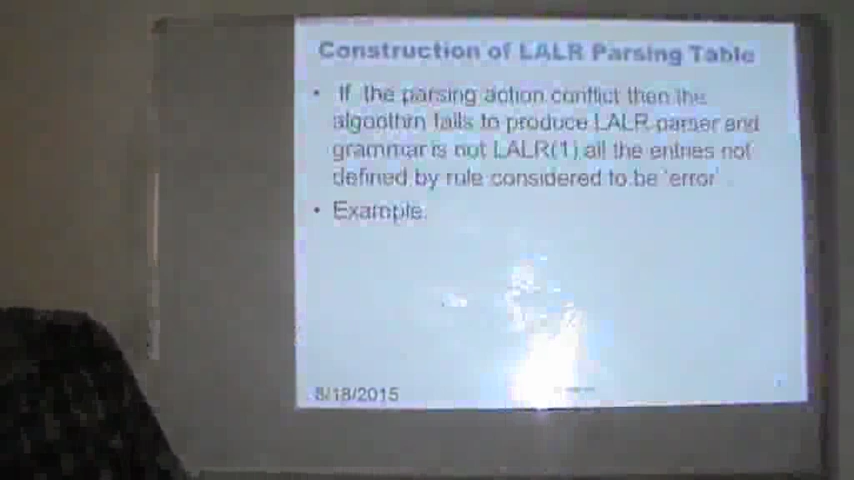 Construction of LALR Parsing Table
• If the parsing action conflict then the
algoothm fails to produce LALR parser and
grammar is not LALR(1) all the entries not
defined by rule considered to be 'error' .
• Example.
8/18/2015